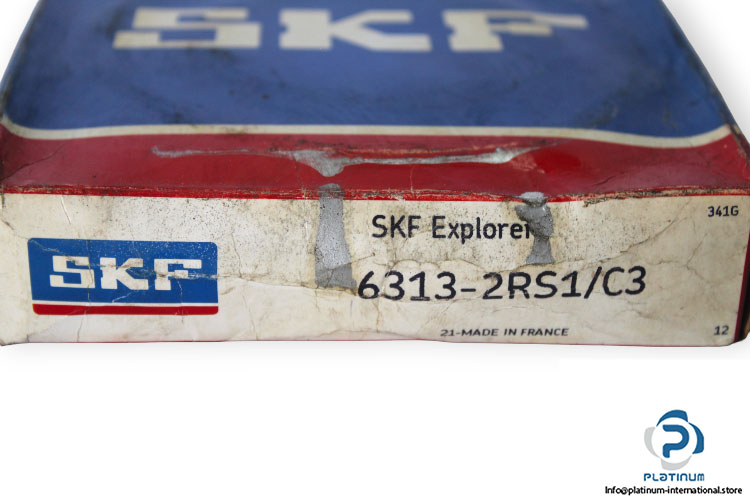 SKF
341G
SKF Explorer
SKF
6313-2RS1/C3
21-MADE IN FRANCE
12
P
PLATINUM
Info@platinum-international.store